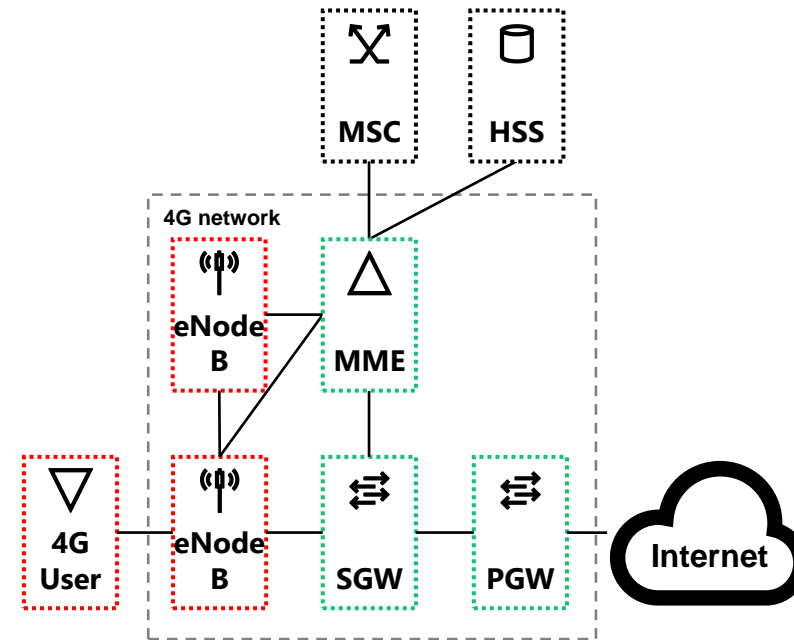 MSC
HSS
4G network
eNode
B
MME
4G
User
eNode
B
SGW
PGW
Internet